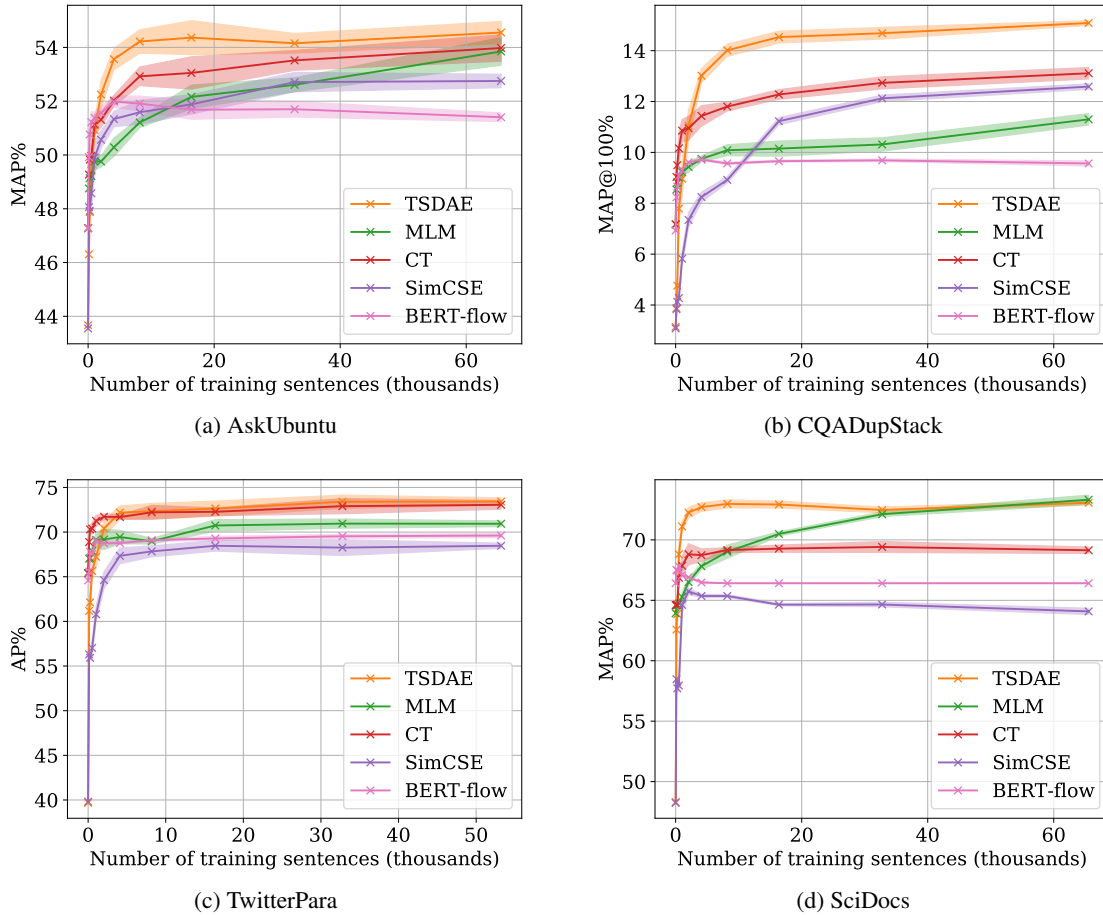 54
52
50
48
46
44
MAP%
TSDAE
MLM
CT
SimCSE
BERT-flow
0
20
40
60
Number of training sentences (thousands)
(a) AskUbuntu
14
12
10
8
6
4
MAP@100%
TSDAE
MLM
CT
SimCSE
BERT-flow
0
20
40
60
Number of training sentences (thousands)
(b) CQADupStack
75
70
65
60
55
50
45
40
AP%
TSDAE
MLM
CT
SimCSE
BERT-flow
0
10
20
30
40
50
Number of training sentences (thousands)
(c) TwitterPara
70
65
60
55
50
MAP%
TSDAE
MLM
CT
SimCSE
BERT-flow
0
20
40
60
Number of training sentences (thousands)
(d) SciDocs